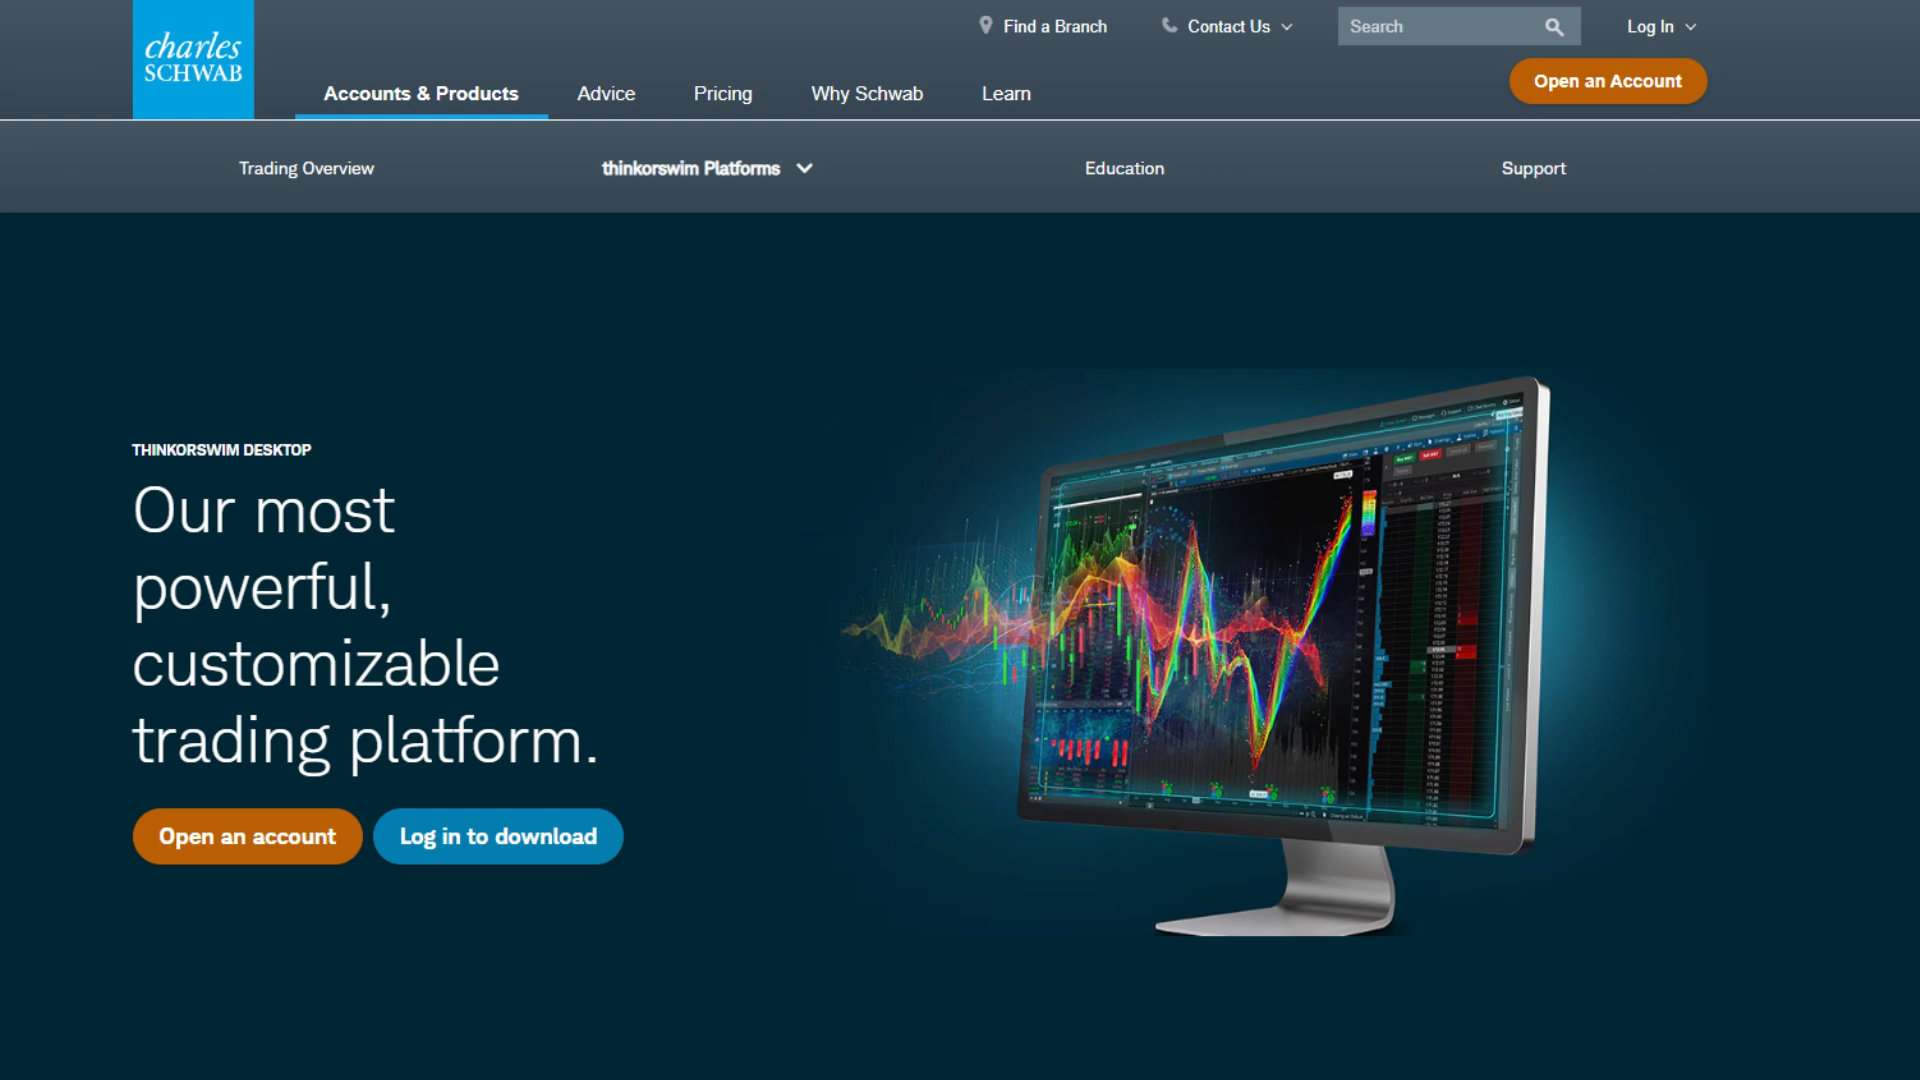 charles
SCHWAB
Find a Branch
Contact Us
Search
Log In
Accounts & Products
Advice
Pricing
Why Schwab
Learn
Open an Account
Trading Overview
thinkorswim Platforms
Education
Support
THINKORSWIM DESKTOP
Our most
powerful,
customizable
trading platform.
Open an account
Log in to download